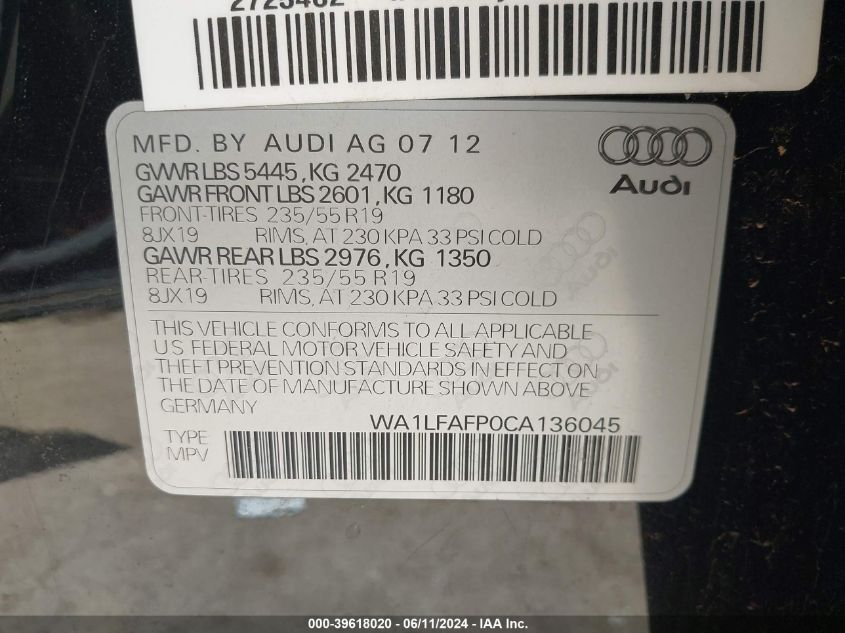 MFD. BY AUDI AG 07 12
Audi
GWVR LBS 5445, KG 2470
GAWR FRONT LBS 2601, KG 1180
FRONT-TIRES 235/55 R19
8JX19 RIMS, AT 230 KPA 33 PSI COLD
GAWR REAR LBS 2976, KG 1350
REAR-TIRES 235/55 R19
8JX19 RIMS, AT 230 KPA 33 PSI COLD
THIS VEHICLE CONFORMS TO ALL APPLICABLE
U.S. FEDERAL MOTOR VEHICLE SAFETY AND
THEFT PREVENTION STANDARDS IN EFFECT ON
THE DATE OF MANUFACTURE SHOWN ABOVE
GERMANY
WA1LFAFP0CA136045
TYPE
MPV
000-39618020 - 06/11/2024 - IAA Inc.